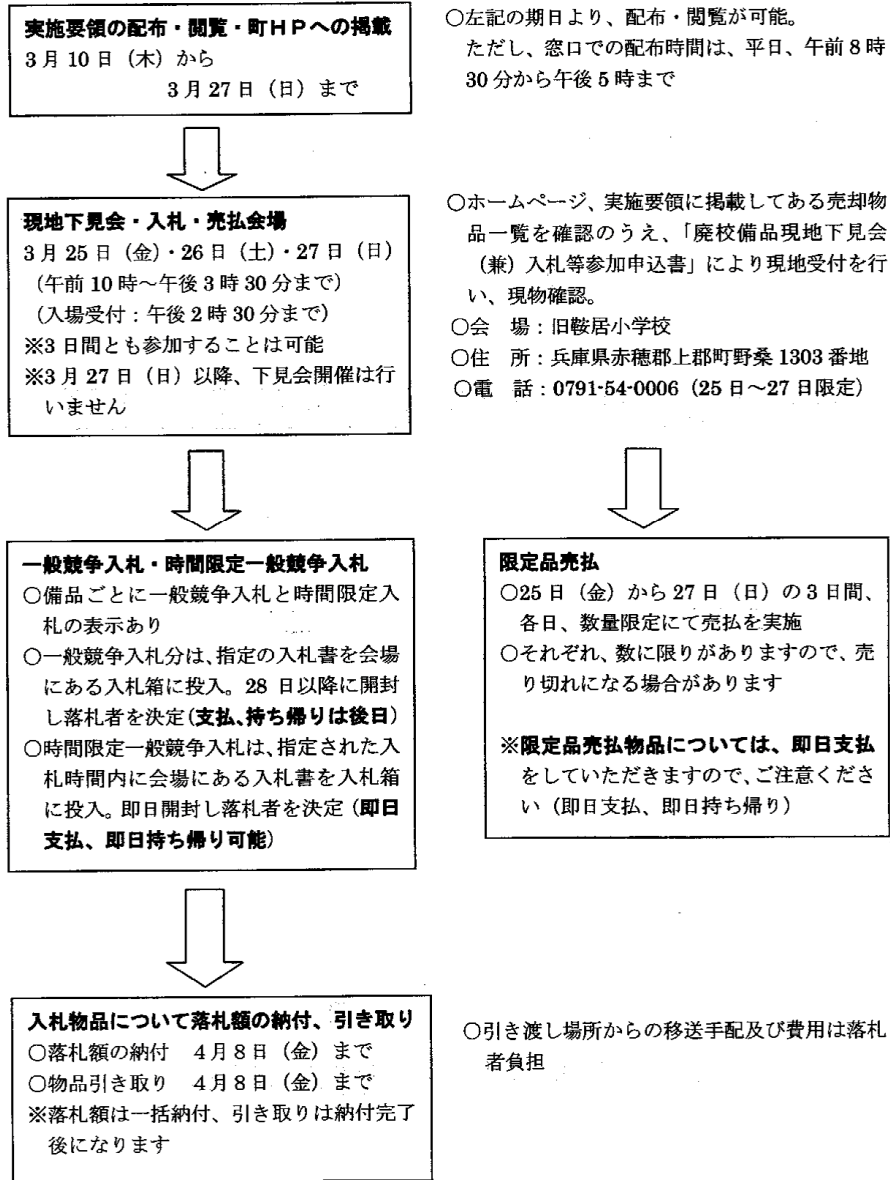 実施要領の配布・閲覧・町ＨＰへの掲載
3月10日（木）から
3月27日（日）まで
○左記の期日より、配布・閲覧が可能。
ただし、窓口での配布時間は、平日、午前8時
30分から午後5時まで
現地下見会・入札・売払会場
3月25日（金）・26日（土）・27日（日）
（午前10時～午後3時30分まで）
（入場受付：午後2時30分まで）
※3日間とも参加することは可能
※3月27日（日）以降、下見会開催は行
いません
○ホームページ、実施要領に掲載してある売却物
品一覧を確認のうえ、「廃校備品現地下見会
（兼）入札等参加申込書」により現地受付を行
い、現物確認。
○会　場：旧鞍居小学校
○住　所：兵庫県赤穂郡上郡町野桑1303番地
○電　話：0791-54-0006（25日～27日限定）
一般競争入札・時間限定一般競争入札
○備品ごとに一般競争入札と時間限定入
札の表示あり
○一般競争入札分は、指定の入札書を会場
にある入札箱に投入。28日以降に開封
し落札者を決定（支払、持ち帰りは後日）
○時間限定一般競争入札は、指定された入
札時間内に会場にある入札書を入札箱
に投入。即日開封し落札者を決定（即日
支払、即日持ち帰り可能）
限定品売払
○25日（金）から27日（日）の3日間、
各日、数量限定にて売払を実施
○それぞれ、数に限りがありますので、売
り切れになる場合があります
※限定品売払物品については、即日支払
をしていただきますので、ご注意くださ
い（即日支払、即日持ち帰り）
入札物品について落札額の納付、引き取り
○落札額の納付　4月8日（金）まで
○物品引き取り　4月8日（金）まで
※落札額は一括納付、引き取りは納付完了
後になります
○引き渡し場所からの移送手配及び費用は落札
者負担